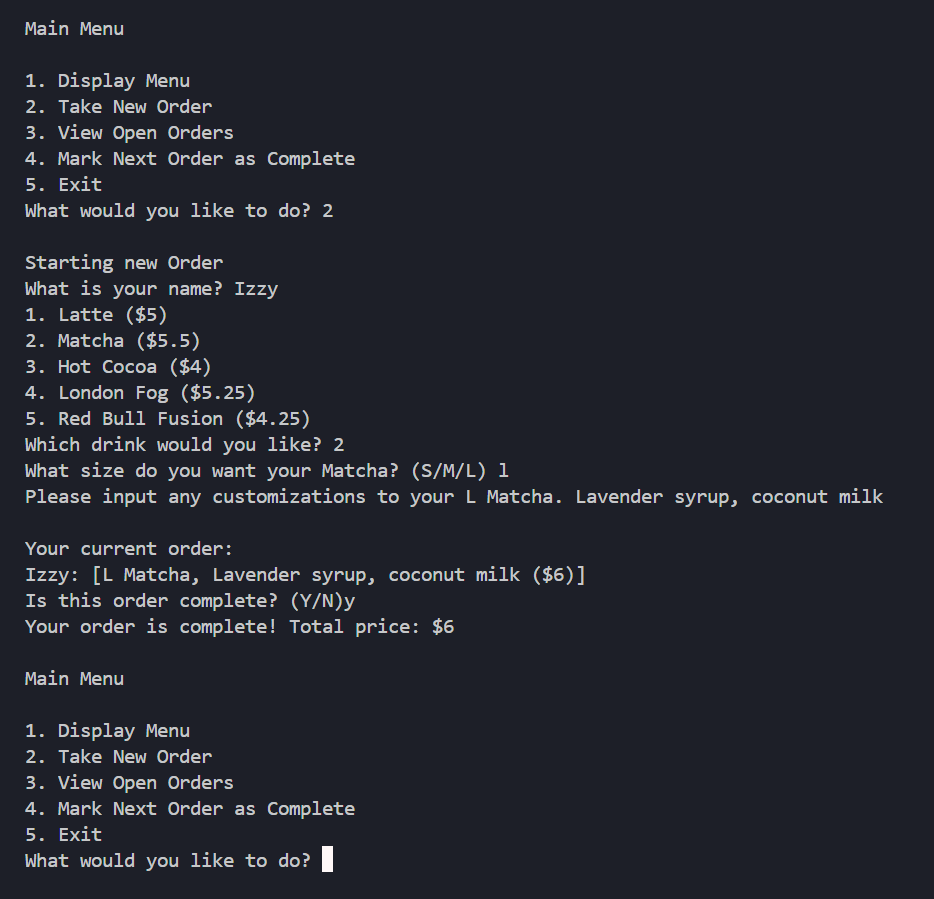 Main Menu
1. Display Menu
2. Take New Order
3. View Open Orders
4. Mark Next Order as Complete
5. Exit
What would you like to do? 2
Starting new Order
What is your name? Izzy
1. Latte ($5)
2. Matcha ($5.5)
3. Hot Cocoa ($4)
4. London Fog ($5.25)
5. Red Bull Fusion ($4.25)
Which drink would you like? 2
What size do you want your Matcha? (S/M/L) l
Please input any customizations to your L Matcha. Lavender syrup, coconut milk
Your current order:
Izzy: [L Matcha, Lavender syrup, coconut milk ($6)]
Is this order complete? (Y/N)y
Your order is complete! Total price: $6
Main Menu
1. Display Menu
2. Take New Order
3. View Open Orders
4. Mark Next Order as Complete
5. Exit
What would you like to do?